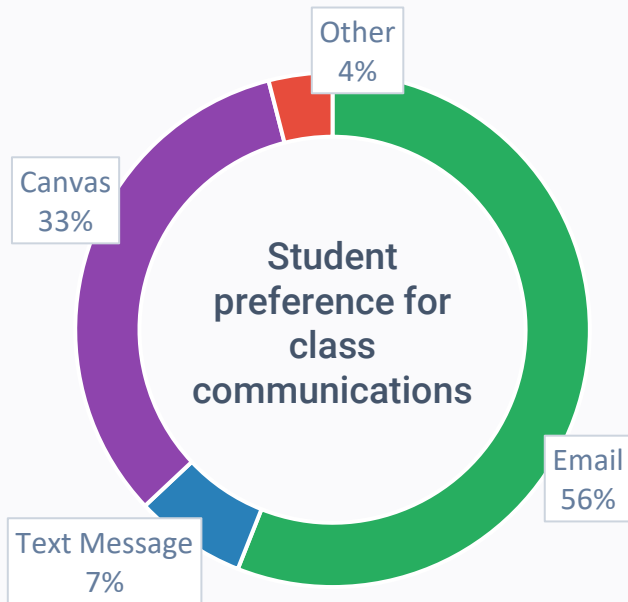 Other
4%
Canvas
33%
Student
preference for
class
communications
Email
56%
Text Message
7%